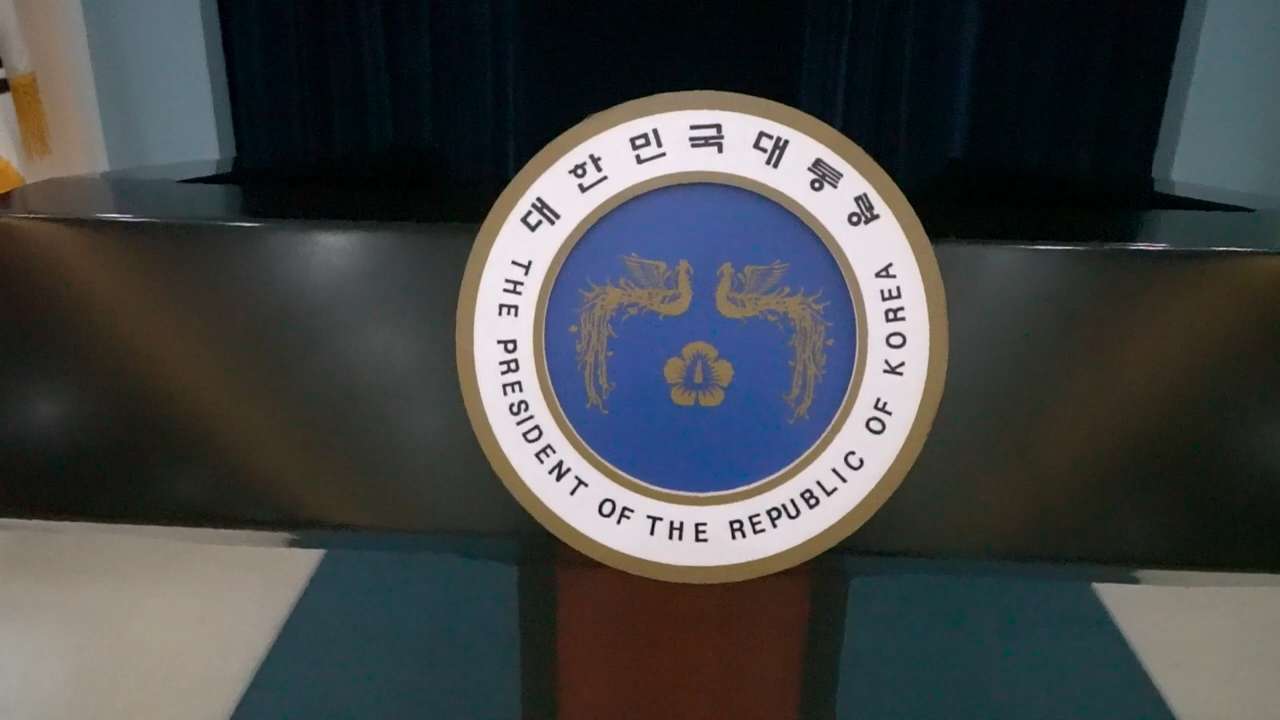 대한민국대통령
THE PRESIDENT OF THE REPUBLIC OF KOREA